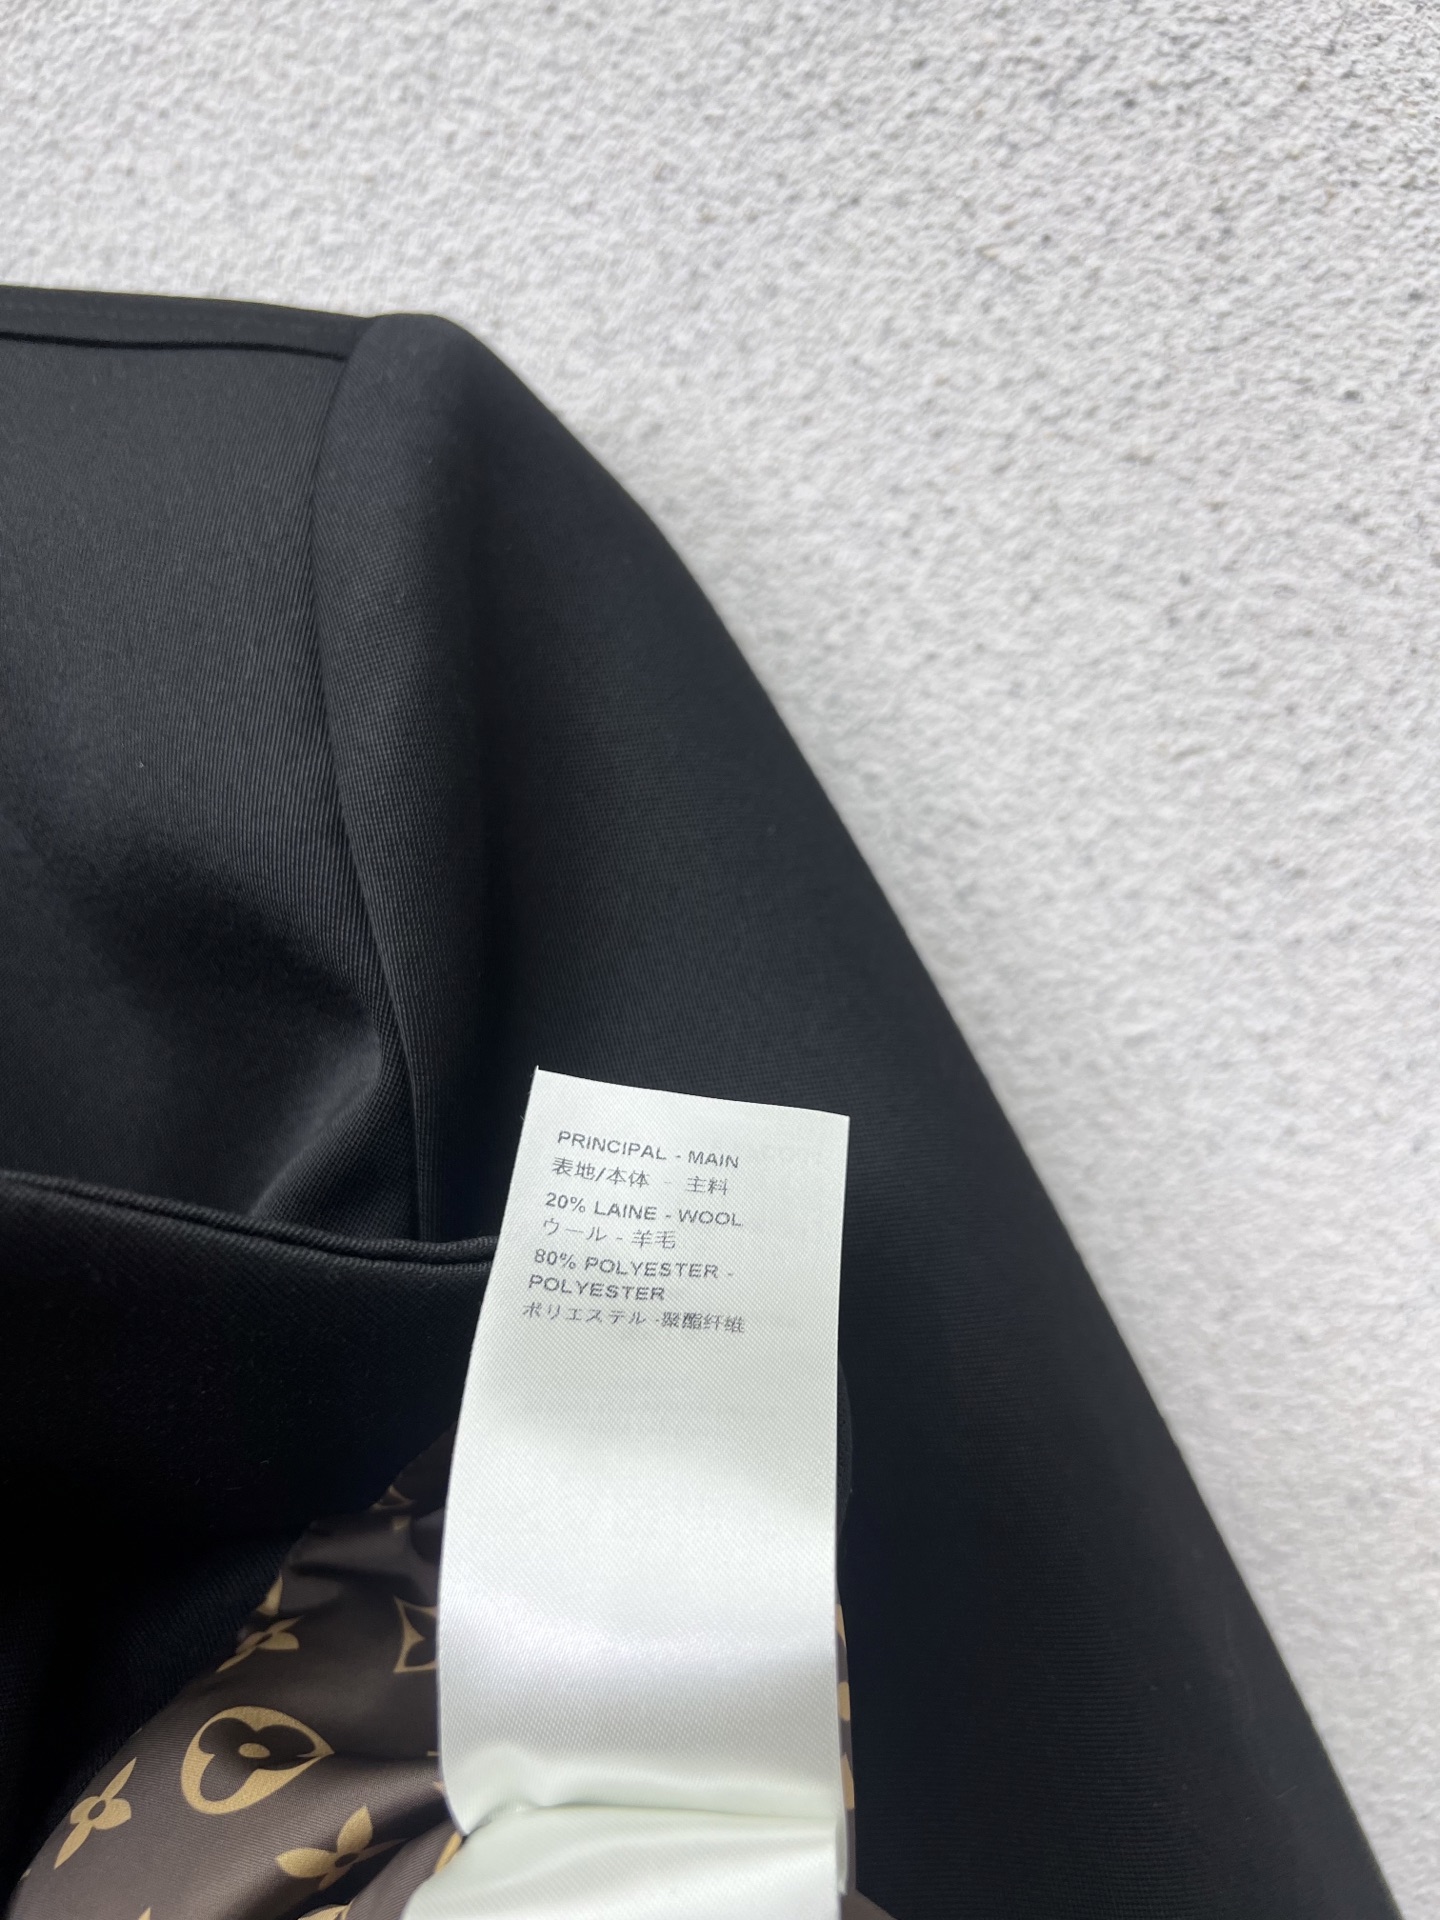 PRINCIPAL - MAIN
表地/本体 - 主料
20% LAINE - WOOL
ウール - 羊毛
80% POLYESTER -
POLYESTER
ポリエステル -聚酯纤维